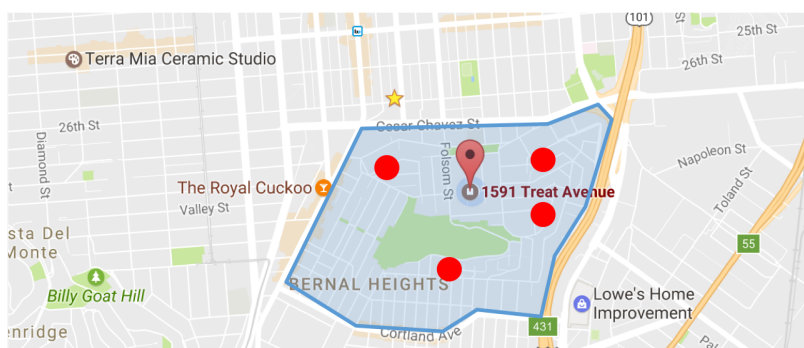 101
25th St
Terra Mia Ceramic Studio
26th St
26th St
Cesar Chavez St
Diamond St
Folsom St
Napoleon St
The Royal Cuckoo
1591 Treat Avenue
Toland St
Valley St
sta Del
Monte
55
BERNAL HEIGHTS
Billy Goat Hill
Lowe's Home
Improvement
enridge
Cortland Ave
431